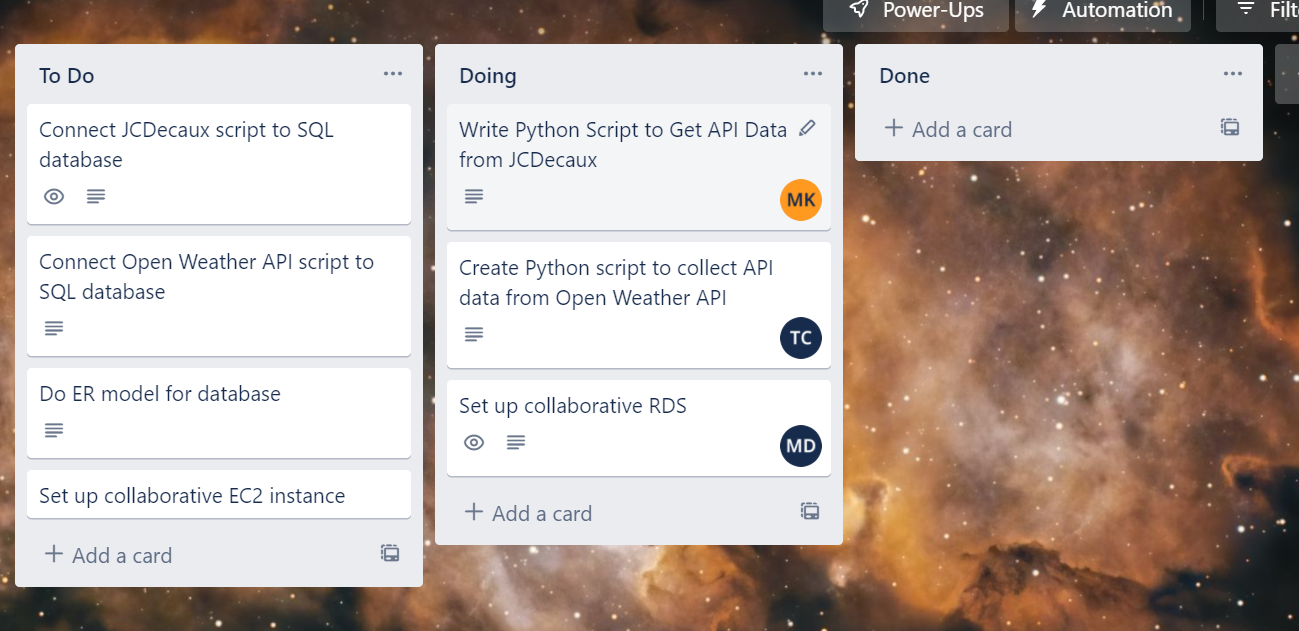 Power-Ups
Automation
To Do
Connect JCDecaux script to SQL
database
Connect Open Weather API script to
SQL database
Do ER model for database
Set up collaborative EC2 instance
Add a card
Doing
Write Python Script to Get API Data
from JCDecaux
MK
Create Python script to collect API
data from Open Weather API
TC
Set up collaborative RDS
MD
Add a card
Done
Add a card